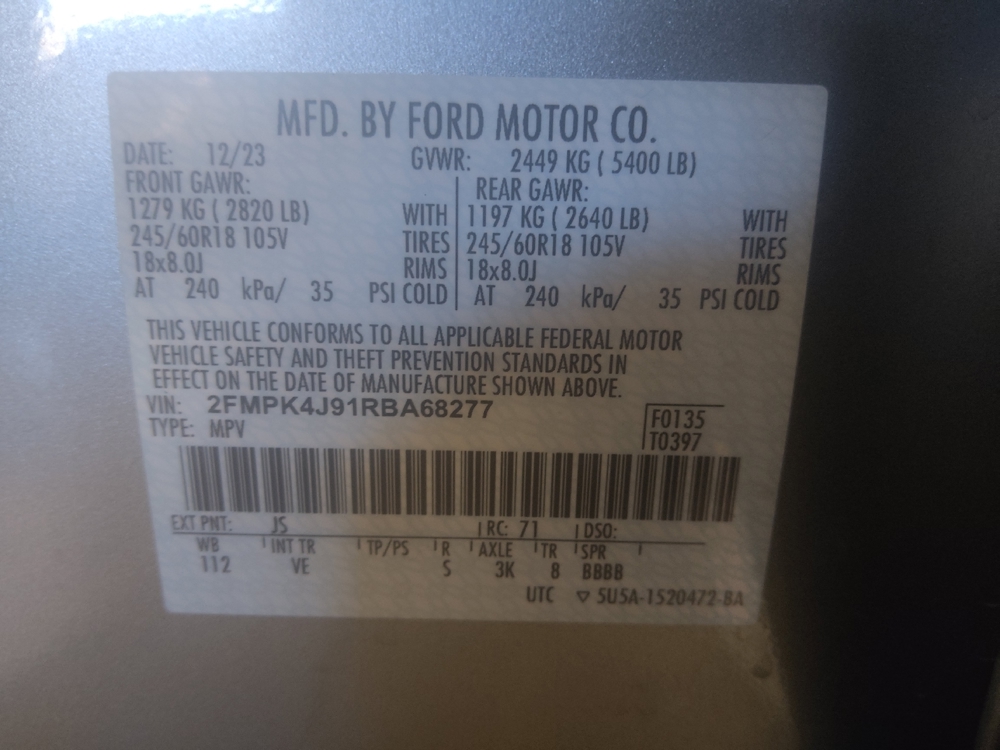 MFD. BY FORD MOTOR CO.
DATE: 12/23 GVWR: 2449 KG ( 5400 LB)
FRONT GAWR: REAR GAWR:
1279 KG ( 2820 LB) WITH 1197 KG ( 2640 LB) WITH
245/60R18 105V TIRES 245/60R18 105V TIRES
18x8.0J RIMS 18x8.0J RIMS
AT 240 kPa/ 35 PSI COLD AT 240 kPa/ 35 PSI COLD
THIS VEHICLE CONFORMS TO ALL APPLICABLE FEDERAL MOTOR
VEHICLE SAFETY AND THEFT PREVENTION STANDARDS IN
EFFECT ON THE DATE OF MANUFACTURE SHOWN ABOVE.
VIN: 2FMPK4J91RBA68277
TYPE: MPV
F0135
T0397
EXT PNT: JS RC: 71 DSO:
WB INT TR TP/PS R AXLE TR SPR
112 VE S 3K 8 BBBB
UTC ▽ 5U5A-1520472-BA